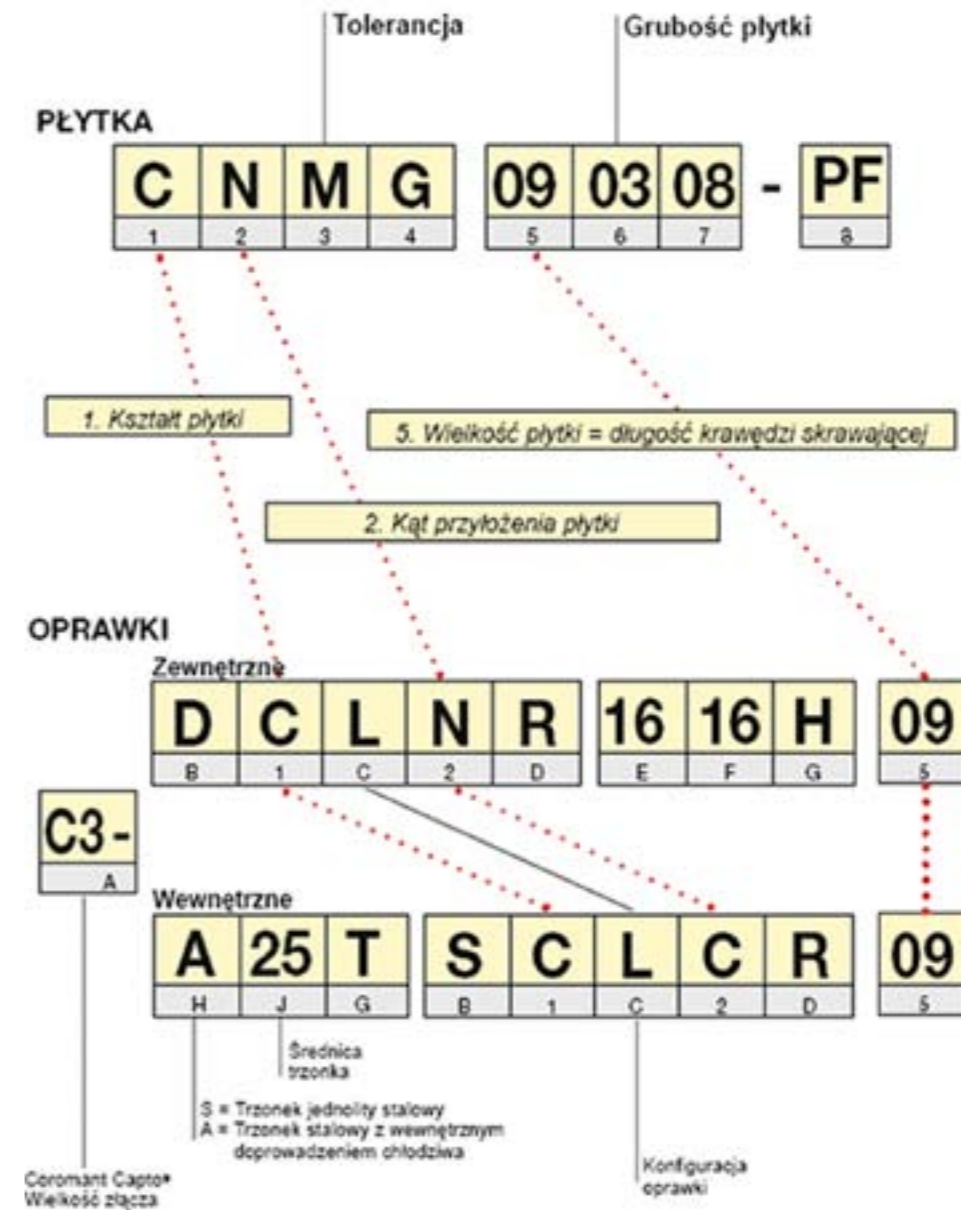 Tolerancja Grubość płytki
PŁYTKA
C N M G 09 03 08 - PF
1 2 3 4 5 6 7 8
1. Kształt płytki
5. Wielkość płytki = długość krawędzi skrawającej
2. Kąt przyłożenia płytki
OPRAWKI
Zewnętrzne
D C L N R 16 16 H 09
B 1 C 2 D E F G 5
C3-
A
Wewnętrzne
A 25 T S C L C R 09
H J G B 1 C 2 D 5
Średnica
trzonka
S = Trzonek jednolity stalowy
A = Trzonek stalowy z wewnętrznym
doprowadzeniem chłodziwa
Konfiguracja
oprawki
Coromant Capto®
Wielkość złącza